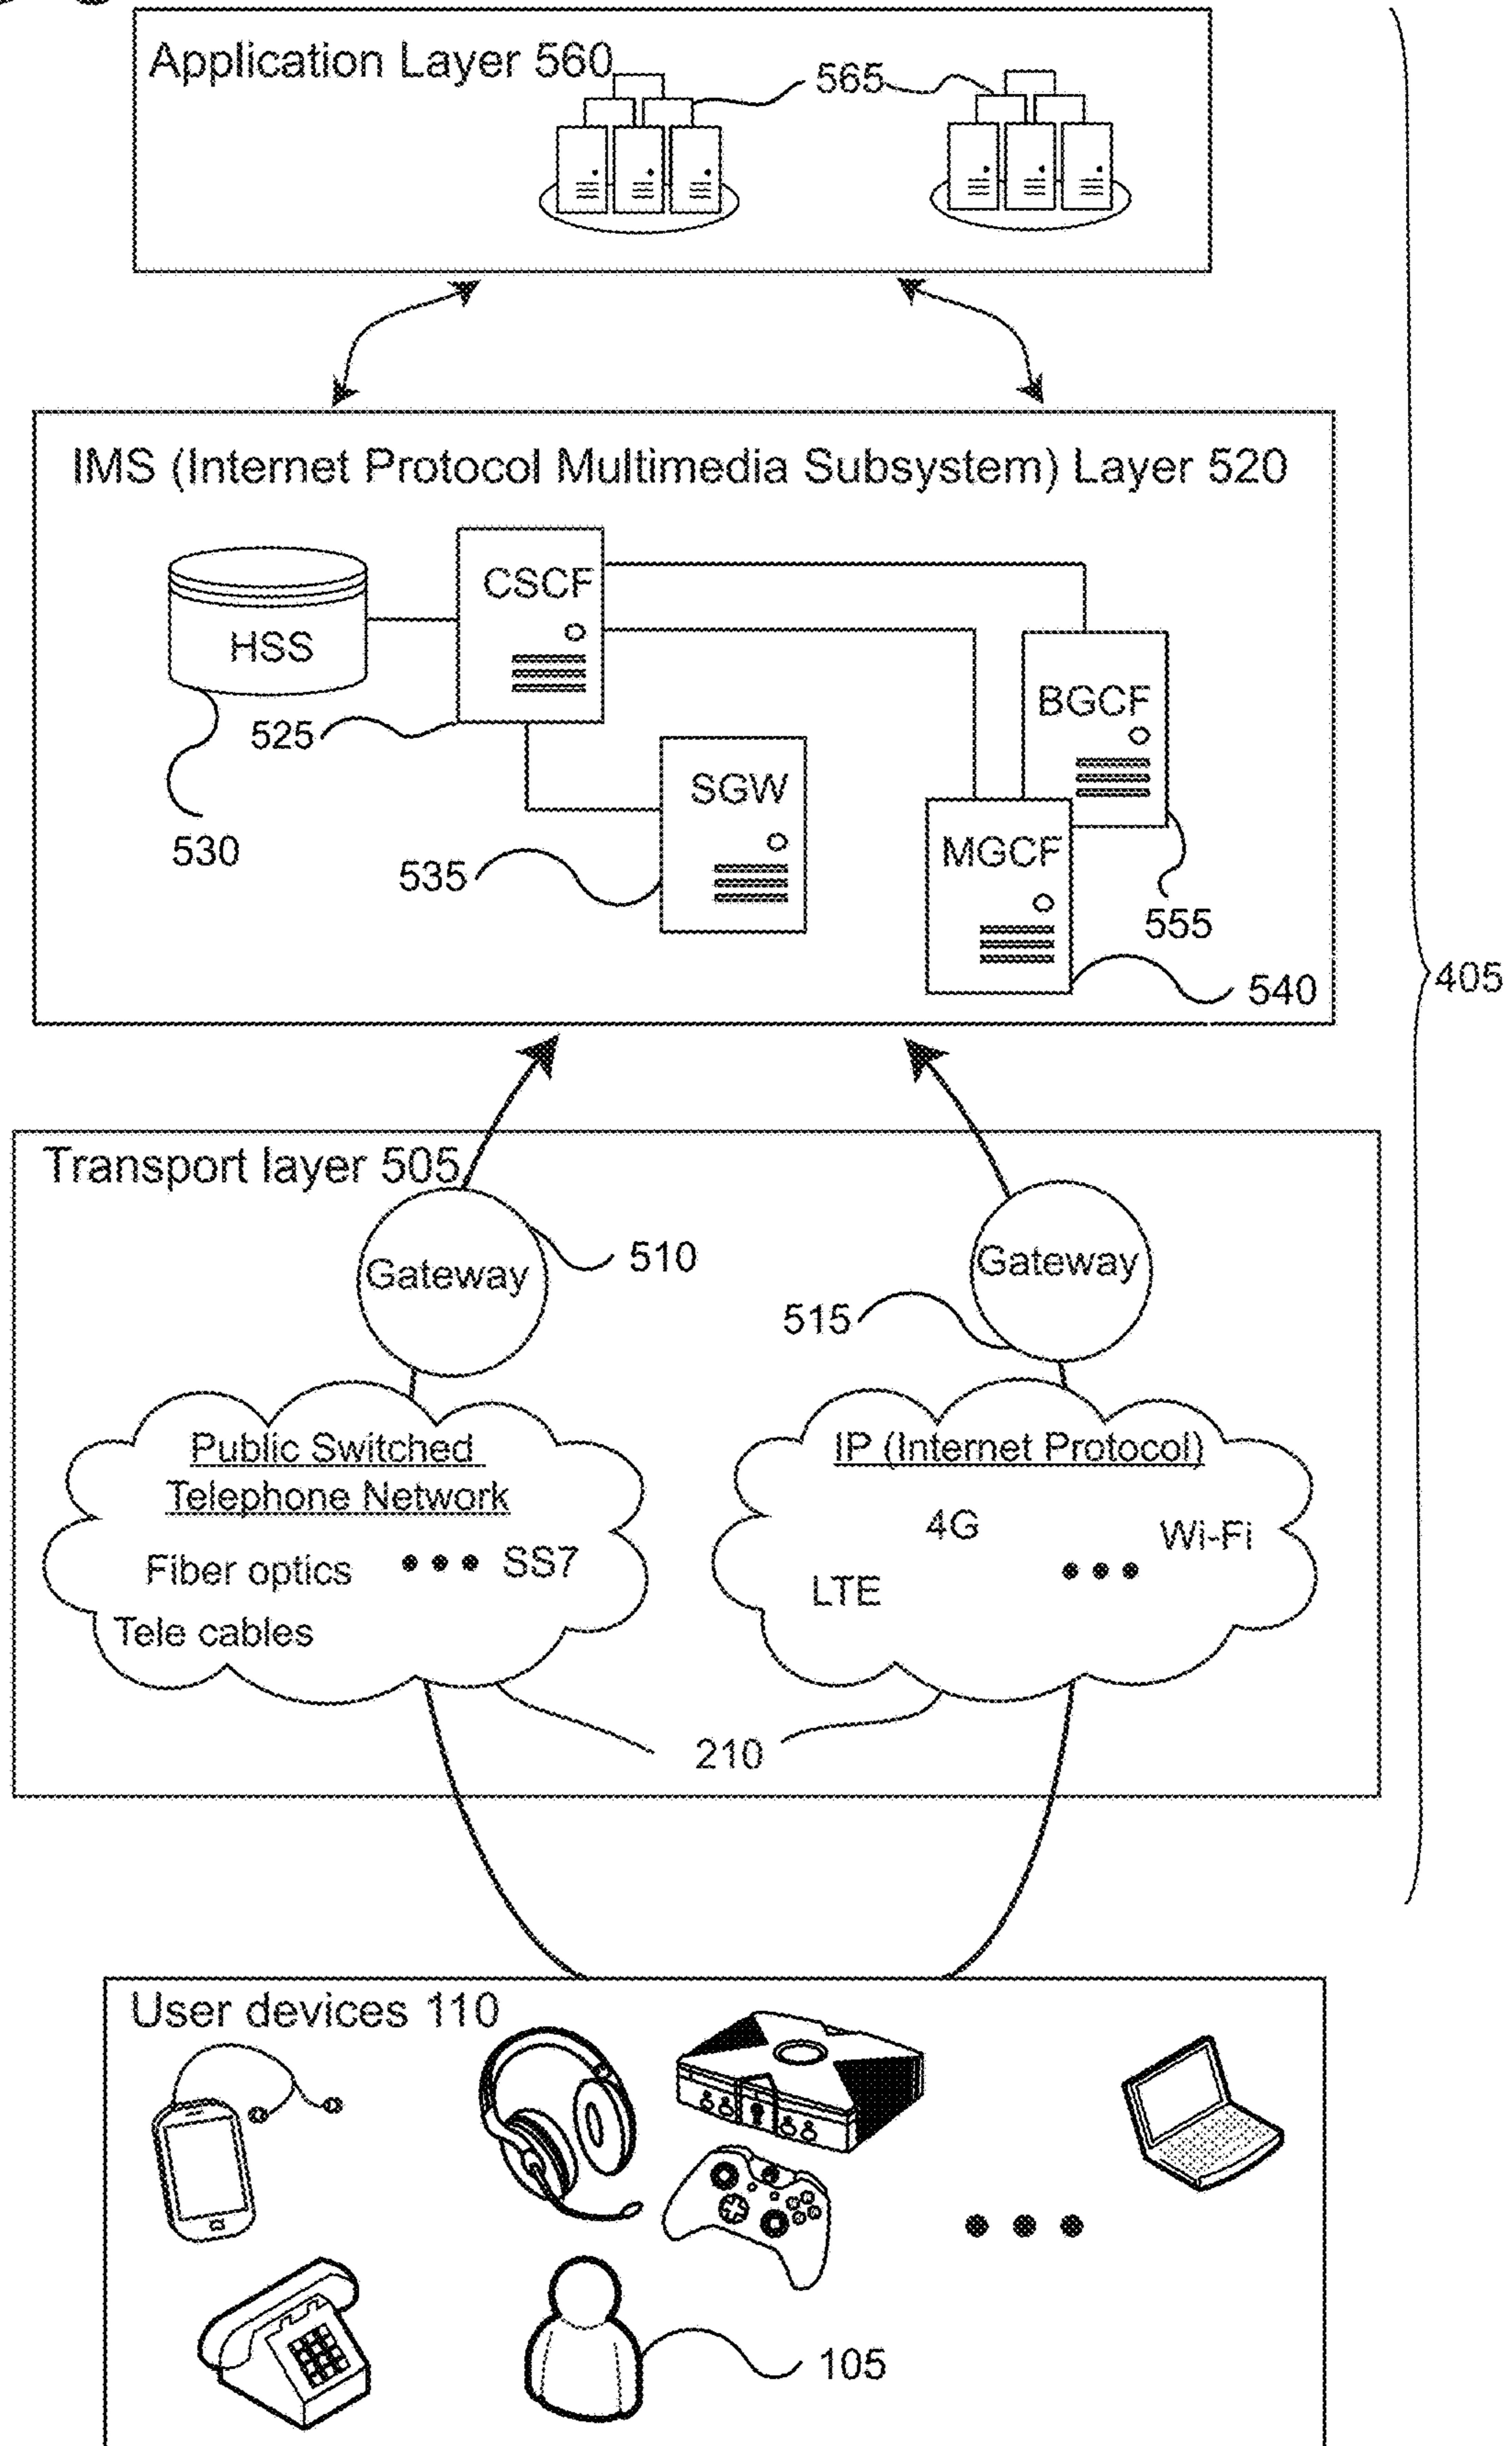 Application Layer 560
565
IMS (Internet Protocol Multimedia Subsystem) Layer 520
CSCF
HSS
BGCF
525
SGW
530
MGCF
535
555
540
405
Transport layer 505
Gateway
510
Gateway
515
Public Switched
Telephone Network
Fiber optics
SS7
Tele cables
IP (Internet Protocol)
4G
Wi-Fi
LTE
210
User devices 110
105